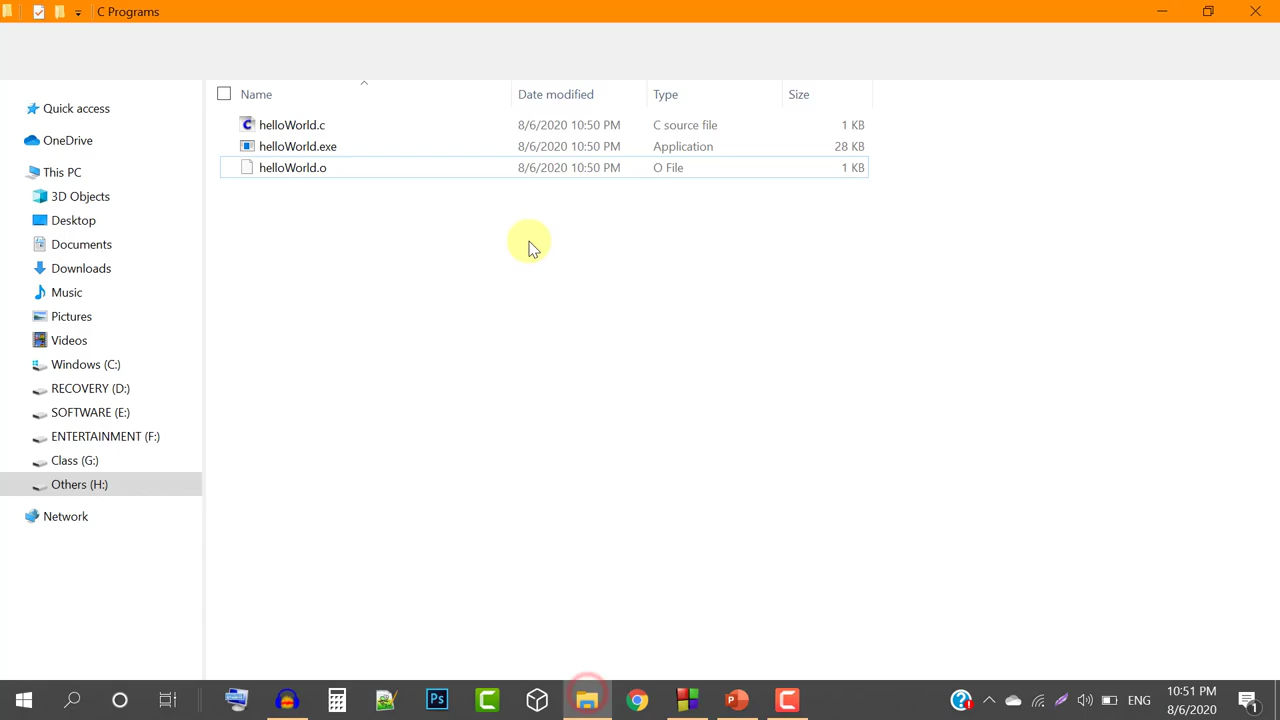 C Programs
Name Date modified Type Size
helloWorld.c 8/6/2020 10:50 PM C source file 1 KB
helloWorld.exe 8/6/2020 10:50 PM Application 28 KB
helloWorld.o 8/6/2020 10:50 PM O File 1 KB
Quick access
OneDrive
This PC
3D Objects
Desktop
Documents
Downloads
Music
Pictures
Videos
Windows (C:)
RECOVERY (D:)
SOFTWARE (E:)
ENTERTAINMENT (F:)
Class (G:)
Others (H:)
Network
Ps
ENG
10:51 PM
8/6/2020
1